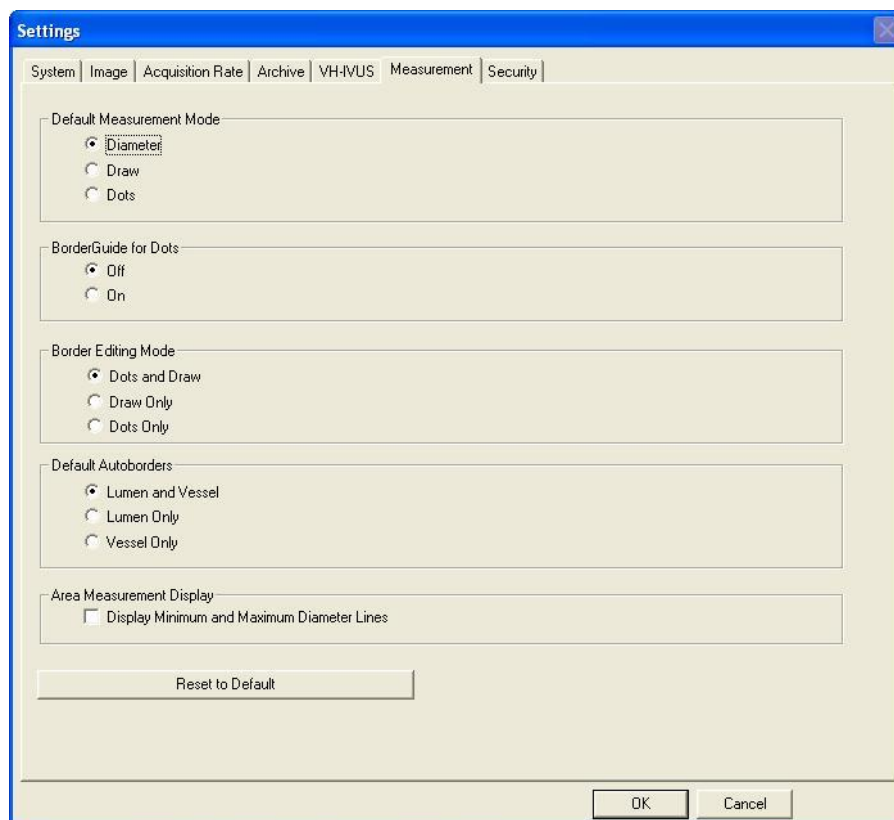 Settings
System Image Acquisition Rate Archive VH-IVUS Measurement Security
Default Measurement Mode
Diameter
Draw
Dots
BorderGuide for Dots
Off
On
Border Editing Mode
Dots and Draw
Draw Only
Dots Only
Default Autoborders
Lumen and Vessel
Lumen Only
Vessel Only
Area Measurement Display
Display Minimum and Maximum Diameter Lines
Reset to Default
OK Cancel